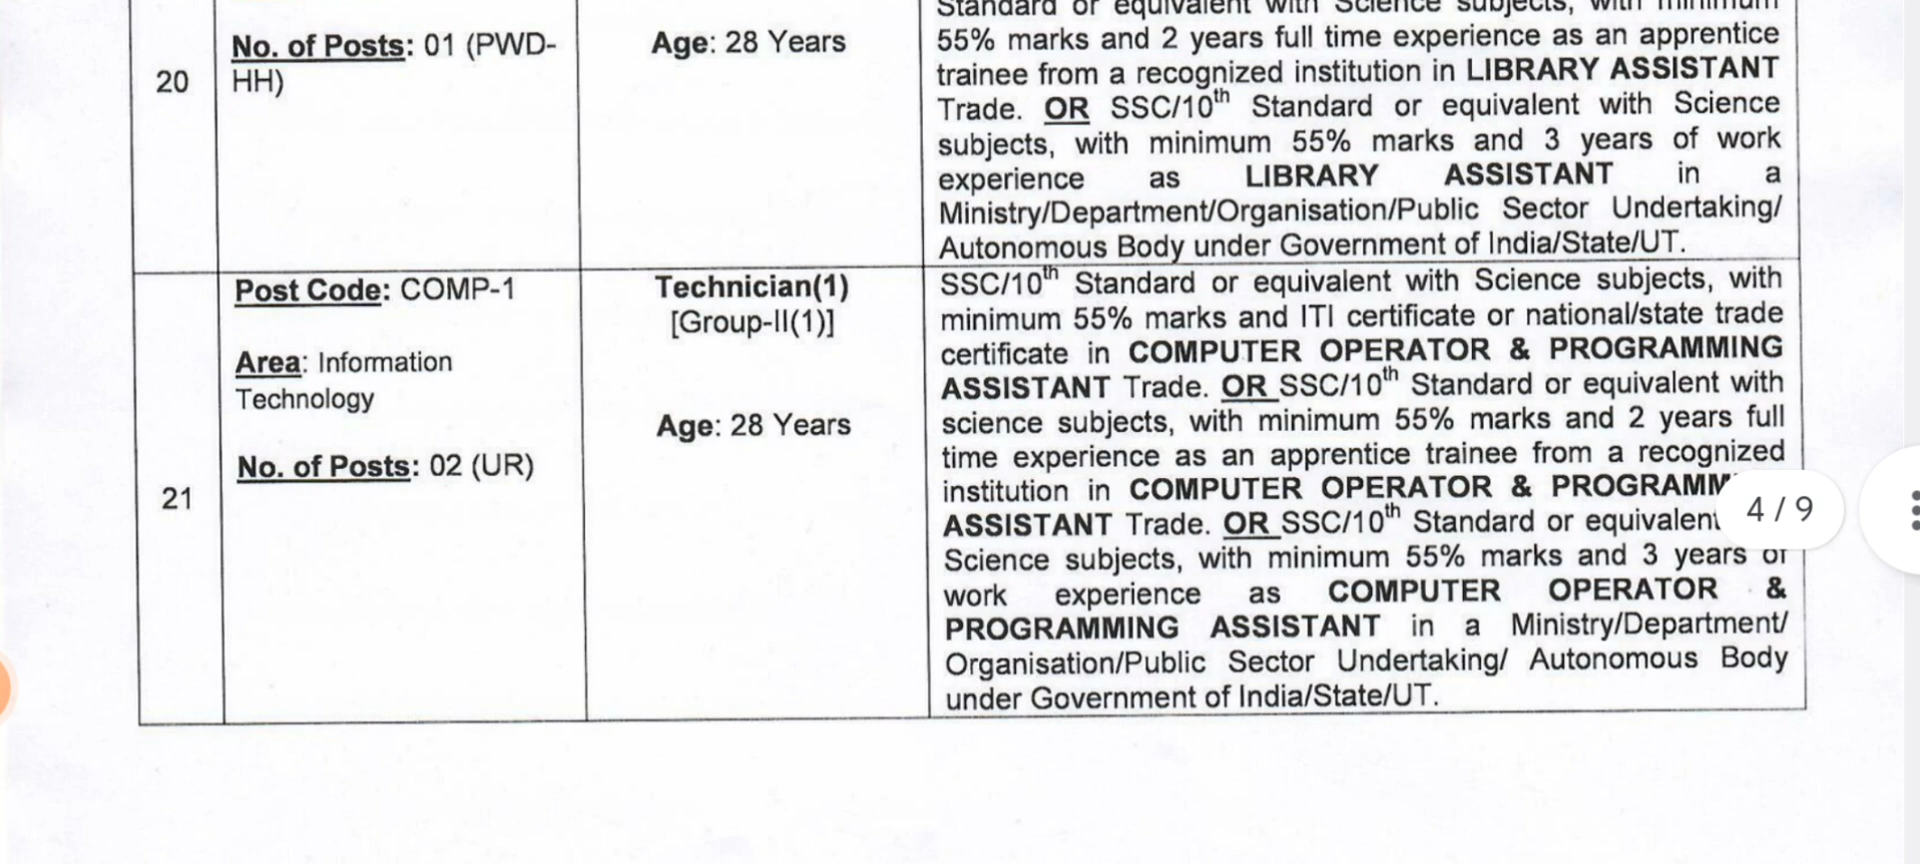 Standard or equivalent with Science subjects, with minimum
20
No. of Posts: 01 (PWD-
HH)
Age: 28 Years
55% marks and 2 years full time experience as an apprentice
trainee from a recognized institution in LIBRARY ASSISTANT
Trade. OR SSC/10th Standard or equivalent with Science
subjects, with minimum 55% marks and 3 years of work
experience as LIBRARY ASSISTANT in a
Ministry/Department/Organisation/Public Sector Undertaking/
Autonomous Body under Government of India/State/UT.
21
Post Code: COMP-1
Area: Information
Technology
No. of Posts: 02 (UR)
Technician(1)
[Group-II(1)]
Age: 28 Years
SSC/10th Standard or equivalent with Science subjects, with
minimum 55% marks and ITI certificate or national/state trade
certificate in COMPUTER OPERATOR & PROGRAMMING
ASSISTANT Trade. OR SSC/10th Standard or equivalent with
science subjects, with minimum 55% marks and 2 years full
time experience as an apprentice trainee from a recognized
institution in COMPUTER OPERATOR & PROGRAMM
ASSISTANT Trade. OR SSC/10th Standard or equivalent
Science subjects, with minimum 55% marks and 3 years of
work experience as COMPUTER OPERATOR &
PROGRAMMING ASSISTANT in a Ministry/Department/
Organisation/Public Sector Undertaking/ Autonomous Body
under Government of India/State/UT.
4 / 9